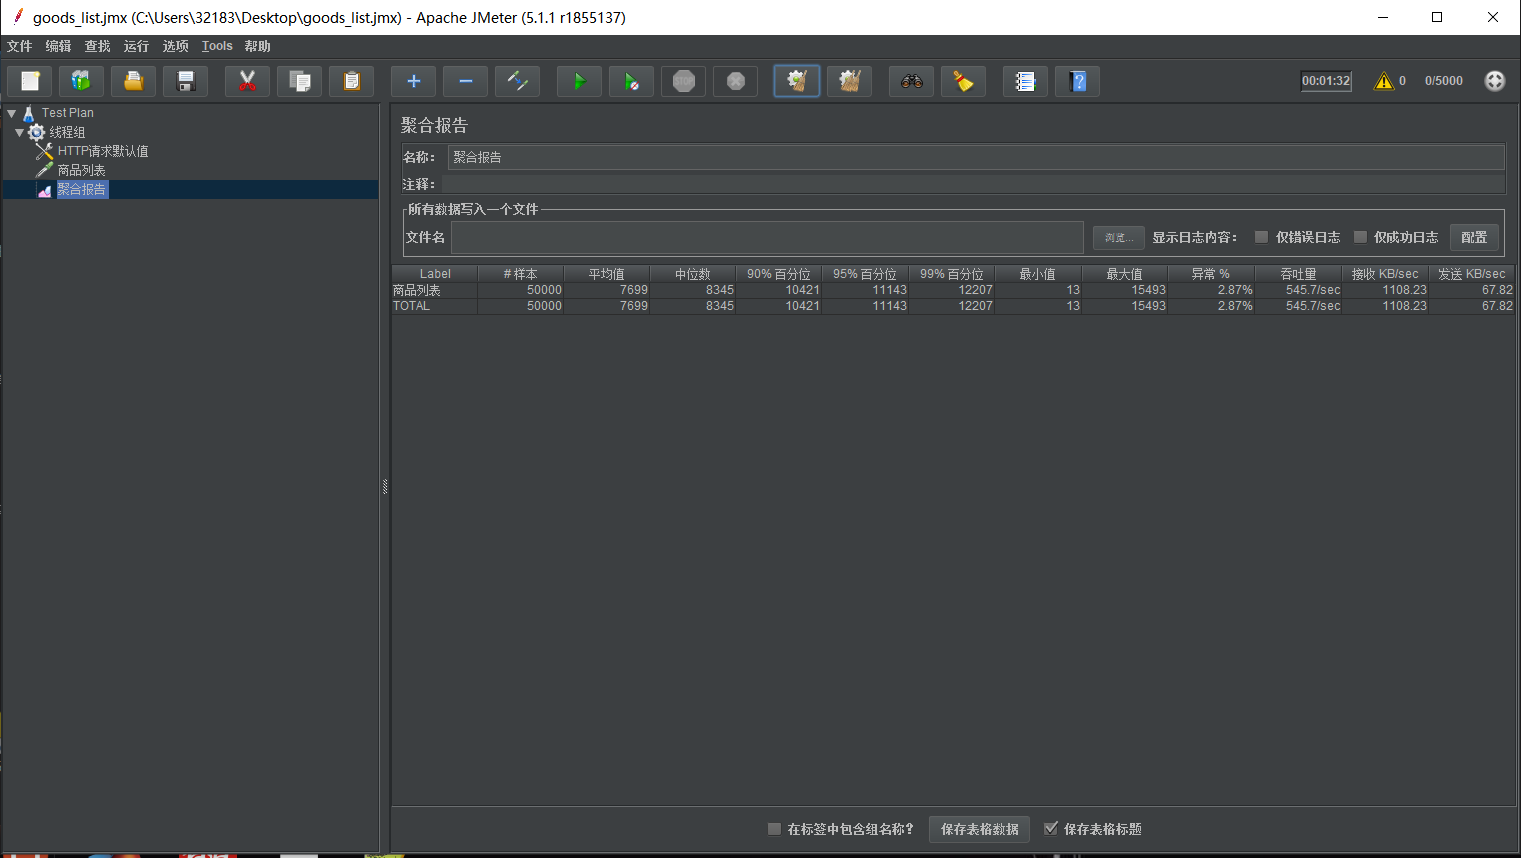 goods_list.jmx (C:\Users\32183\Desktop\goods_list.jmx) - Apache JMeter (5.1.1 r1855137)
文件 编辑 查找 运行 选项 Tools 帮助
STOP 00:01:32 0 0/5000
Test Plan
线程组
HTTP请求默认值
商品列表
聚合报告
聚合报告
名称： 聚合报告
注释：
所有数据写入一个文件
文件名 浏览... 显示日志内容： 仅错误日志 仅成功日志 配置
Label # 样本 平均值 中位数 90% 百分位 95% 百分位 99% 百分位 最小值 最大值 异常 % 吞吐量 接收 KB/sec 发送 KB/sec
商品列表 50000 7699 8345 10421 11143 12207 13 15493 2.87% 545.7/sec 1108.23 67.82
TOTAL 50000 7699 8345 10421 11143 12207 13 15493 2.87% 545.7/sec 1108.23 67.82
在标签中包含组名称？ 保存表格数据 保存表格标题